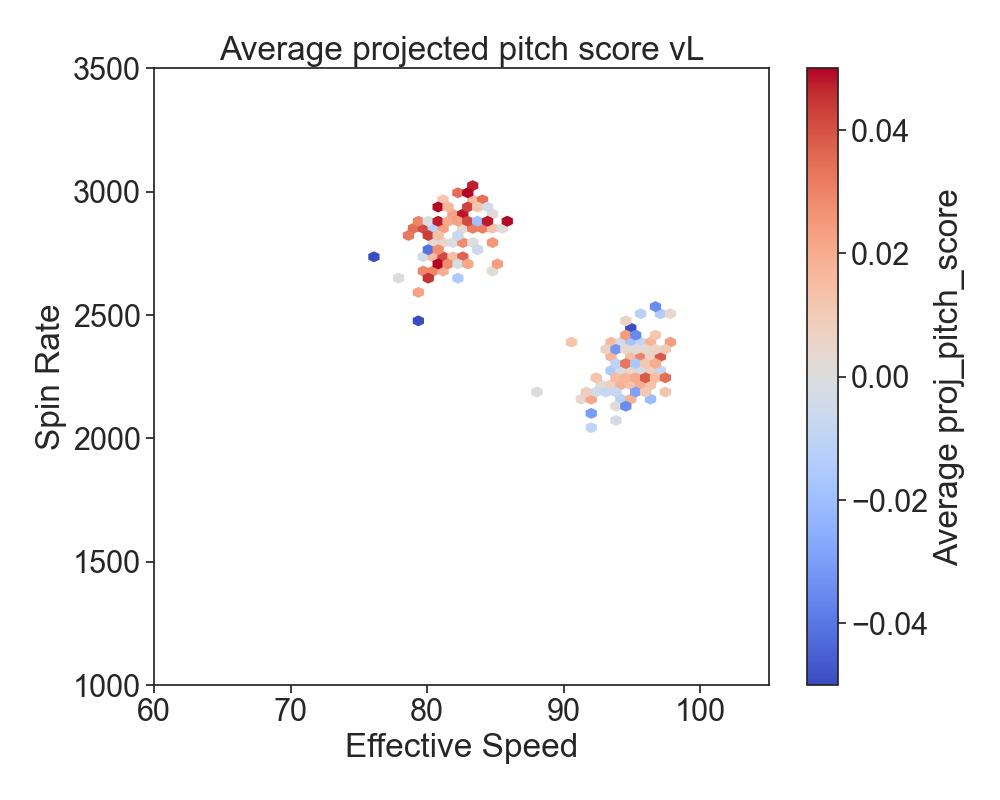 Average projected pitch score vL
3500
3000
2500
2000
1500
1000
Spin Rate
60 70 80 90 100
Effective Speed
0.04
0.02
0.00
−0.02
−0.04
Average proj_pitch_score